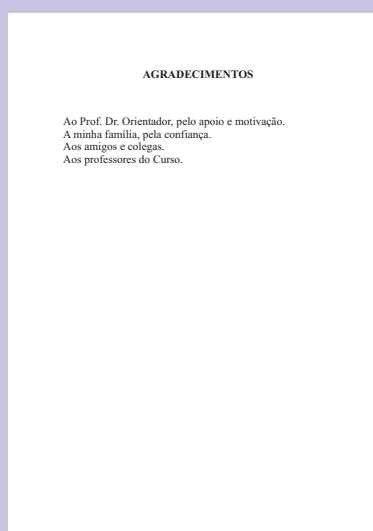 AGRADECIMENTOS
Ao Prof. Dr. Orientador, pelo apoio e motivação.
A minha família, pela confiança.
Aos amigos e colegas.
Aos professores do Curso.